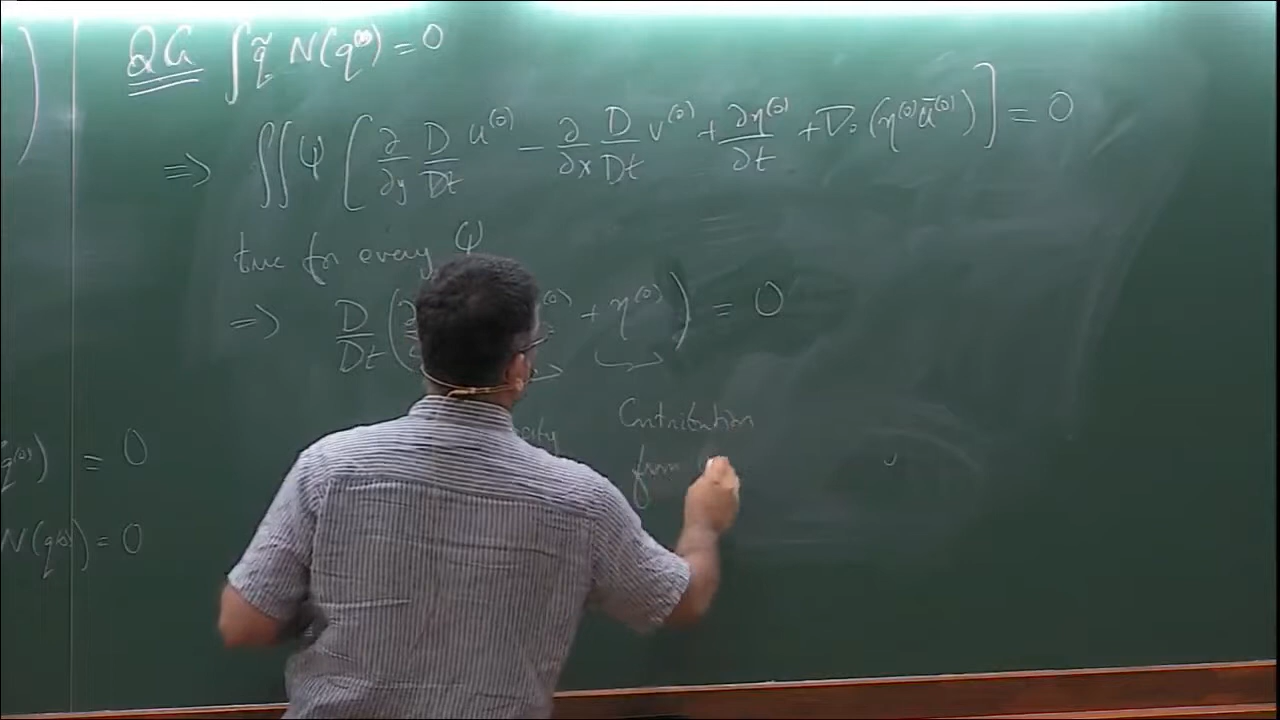 QG ∫ q̃ N(q^(0)) = 0
⇒ ∬ ψ [ ∂/∂y D/Dt u^(0) − ∂/∂x D/Dt v^(0) + ∂η^(0)/∂t + ∇·(η^(0) ū^(0)) ] = 0
true for every ψ
⇒ D/Dt ( ^(0) + η^(0) ) = 0
Contribution
from
q^(0)) = 0
N(q^(0)) = 0